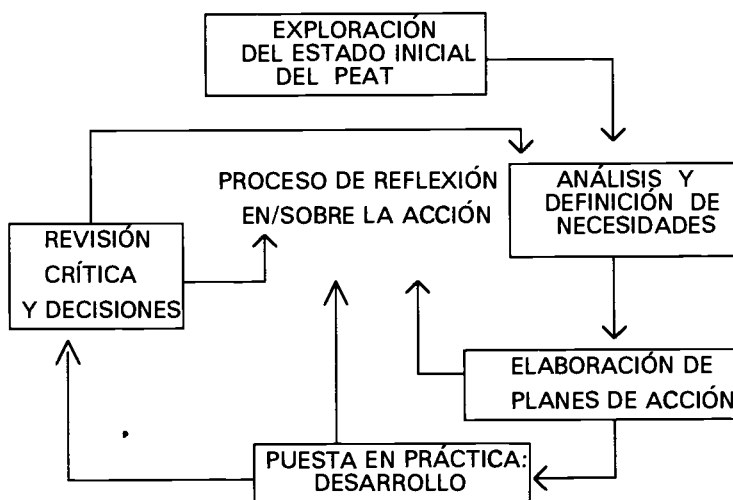 EXPLORACIÓN
DEL ESTADO INICIAL
DEL PEAT
PROCESO DE REFLEXIÓN
EN/SOBRE LA ACCIÓN
ANÁLISIS Y
DEFINICIÓN DE
NECESIDADES
REVISIÓN
CRÍTICA
Y DECISIONES
ELABORACIÓN DE
PLANES DE ACCIÓN
PUESTA EN PRÁCTICA:
DESARROLLO